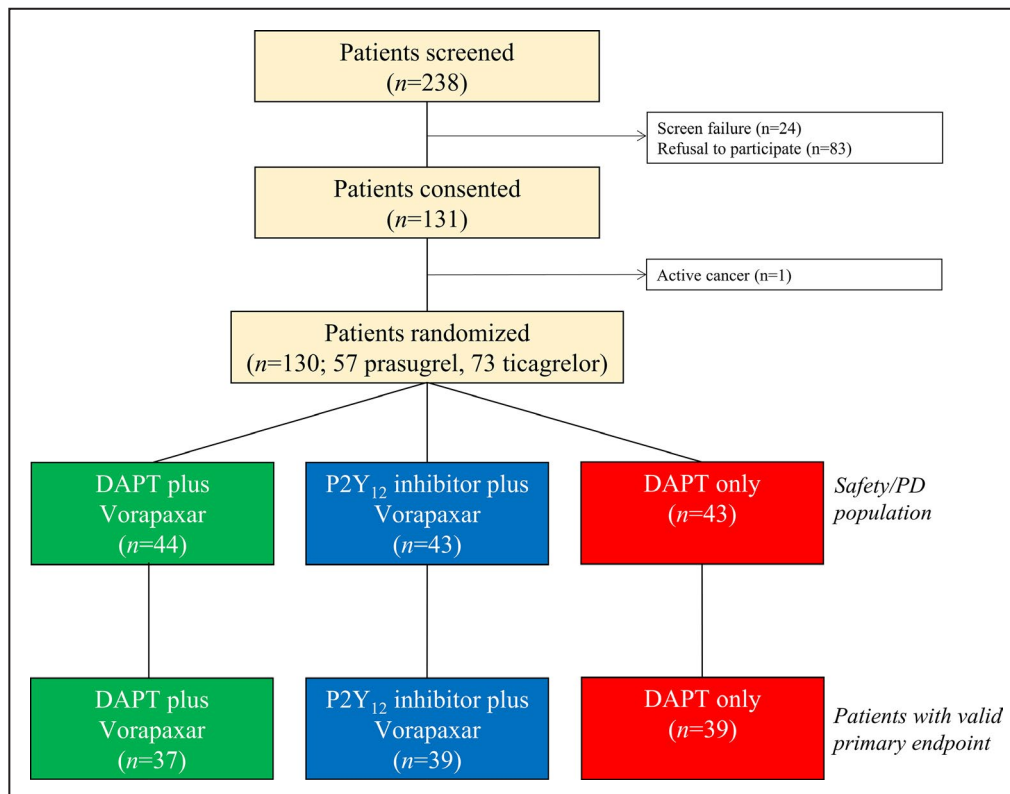 Patients screened
(n=238)
Screen failure (n=24)
Refusal to participate (n=83)
Patients consented
(n=131)
Active cancer (n=1)
Patients randomized
(n=130; 57 prasugrel, 73 ticagrelor)
DAPT plus
Vorapaxar
(n=44)
P2Y₁₂ inhibitor plus
Vorapaxar
(n=43)
DAPT only
(n=43)
Safety/PD
population
DAPT plus
Vorapaxar
(n=37)
P2Y₁₂ inhibitor plus
Vorapaxar
(n=39)
DAPT only
(n=39)
Patients with valid
primary endpoint